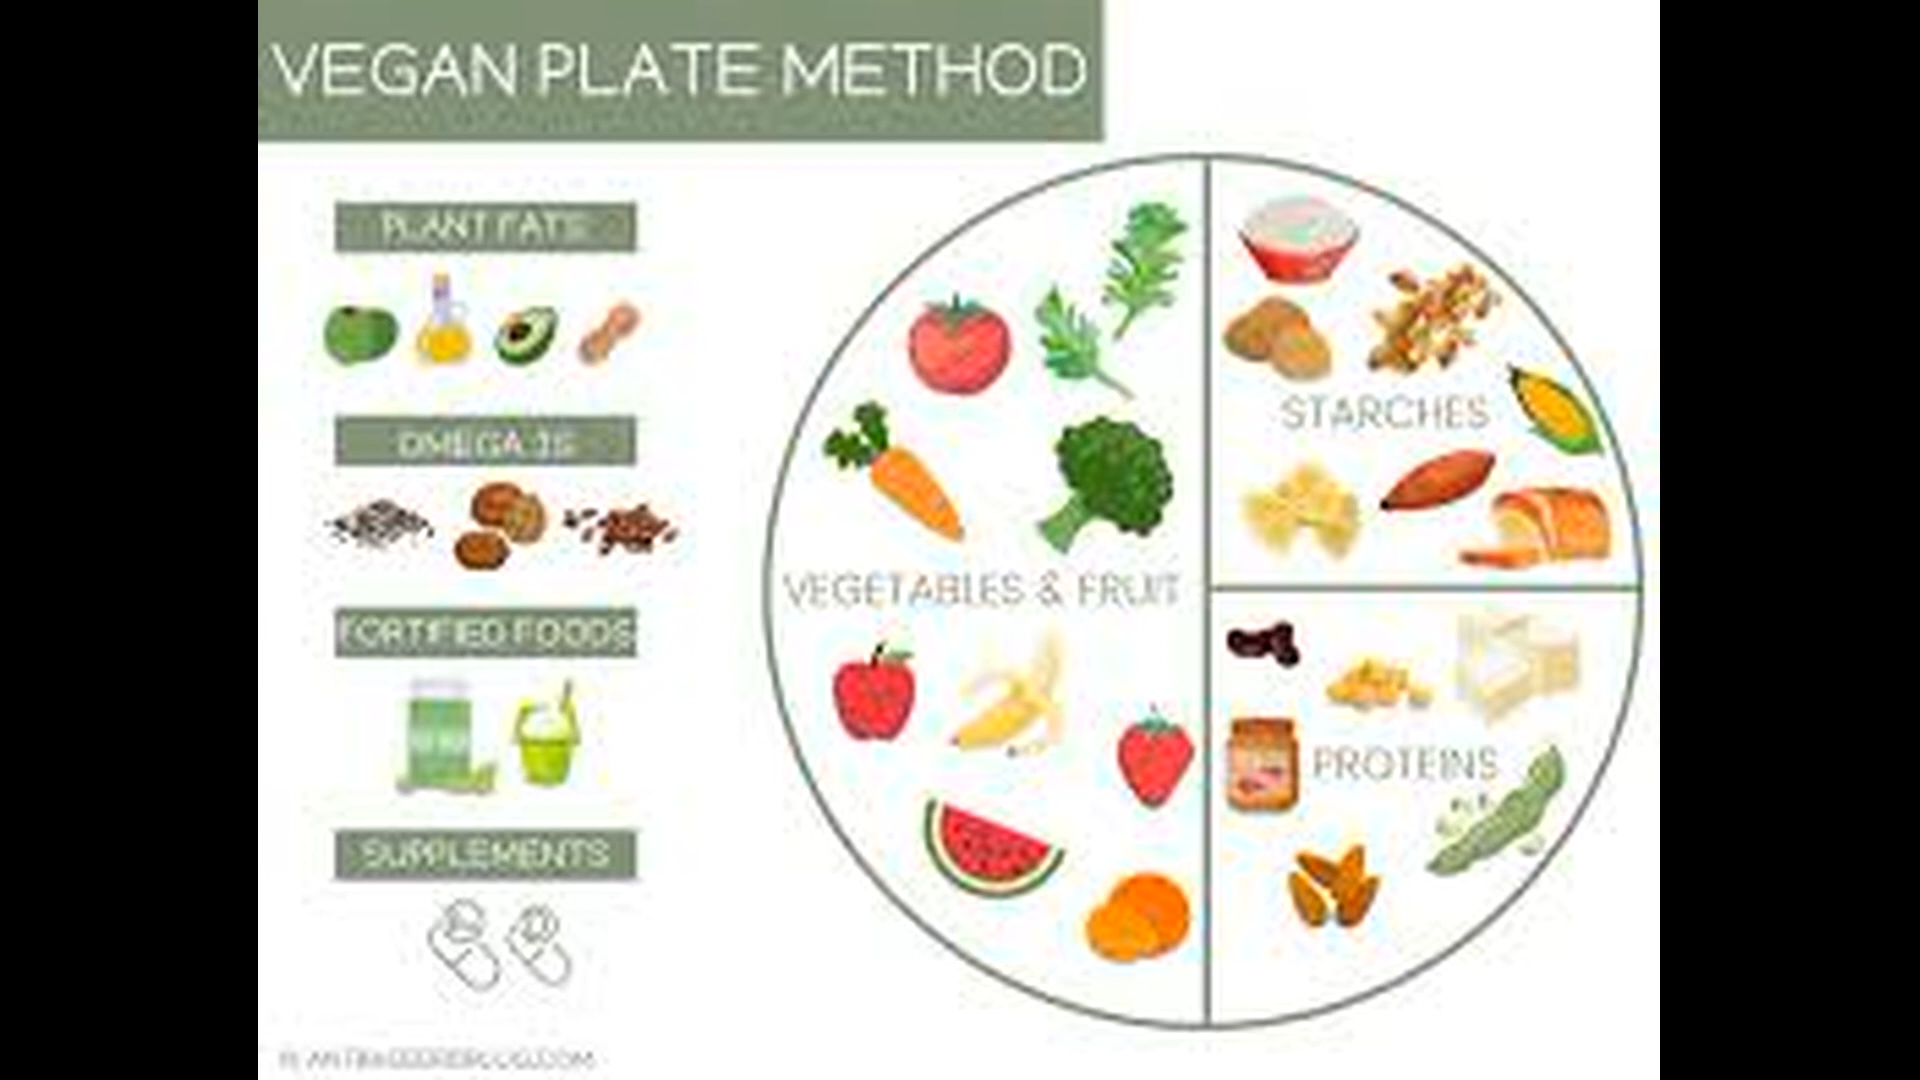 VEGAN PLATE METHOD
PLANT FATS
OMEGA 3S
FORTIFIED FOODS
SUPPLEMENTS
STARCHES
VEGETABLES & FRUIT
PROTEINS